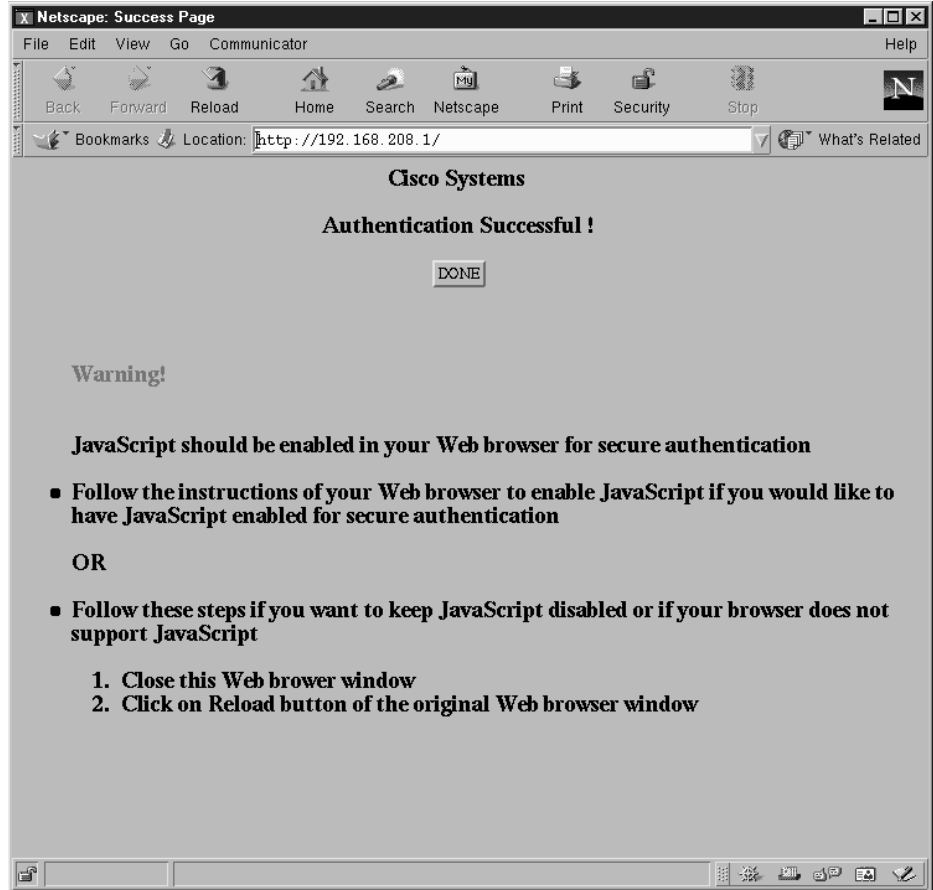 X Netscape: Success Page
File Edit View Go Communicator Help
Back Forward Reload Home Search Netscape Print Security Stop
My
N
Bookmarks Location: http://192.168.208.1/ What's Related
Cisco Systems
Authentication Successful !
DONE
Warning!
JavaScript should be enabled in your Web browser for secure authentication
Follow the instructions of your Web browser to enable JavaScript if you would like to
have JavaScript enabled for secure authentication
OR
Follow these steps if you want to keep JavaScript disabled or if your browser does not
support JavaScript
1. Close this Web brower window
2. Click on Reload button of the original Web browser window